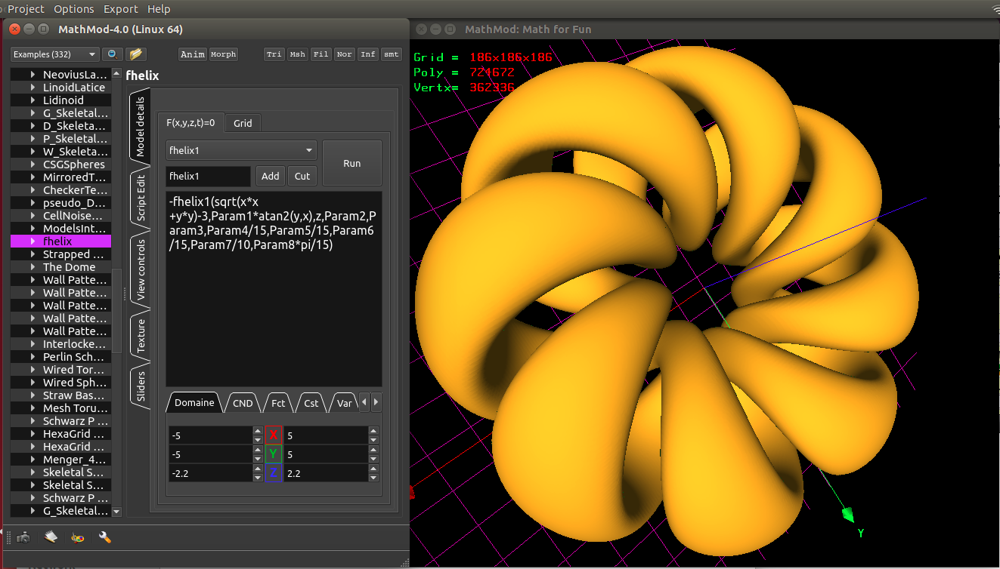 Project Options Export Help
MathMod-4.0 (Linux 64)
MathMod: Math for Fun
Examples (332)
Anim Morph Tri Msh Fil Nor Inf smt
NeoviusLa...
LinoidLatice
Lidinoid
G_Skeletal...
D_Skeleta...
P_Skeletal...
W_Skeleta...
CSGSpheres
MirroredT...
CheckerTe...
pseudo_D...
CellNoise...
ModelsInt...
fhelix
Strapped ...
The Dome
Wall Patte...
Wall Patte...
Wall Patte...
Wall Patte...
Wall Patte...
Interlocke...
Perlin Sch...
Wired Tor...
Wired Sph...
Straw Bas...
Mesh Toru...
Schwarz P ...
HexaGrid ...
HexaGrid ...
Menger_4...
Skeletal S...
Skeletal S...
Schwarz P ...
G_Skeletal...
fhelix
Model details
Script Edit
View controls
Texture
Sliders
F(x,y,z,t)=0 Grid
fhelix1
Run
fhelix1 Add Cut
-fhelix1(sqrt(x*x
+y*y)-3,Param1*atan2(y,x),z,Param2,P
aram3,Param4/15,Param5/15,Param6
/15,Param7/10,Param8*pi/15)
Domaine CND Fct Cst Var
-5 X 5
-5 Y 5
-2.2 Z 2.2
Grid = 186x186x186
Poly = 724672
Vertx= 362336
Y